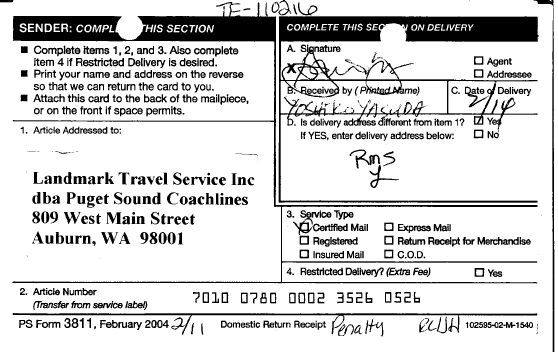 TE-110216
SENDER: COMPLETE THIS SECTION
■ Complete items 1, 2, and 3. Also complete
item 4 if Restricted Delivery is desired.
■ Print your name and address on the reverse
so that we can return the card to you.
■ Attach this card to the back of the mailpiece,
or on the front if space permits.
1. Article Addressed to:
Landmark Travel Service Inc
dba Puget Sound Coachlines
809 West Main Street
Auburn, WA 98001
COMPLETE THIS SECTION ON DELIVERY
A. Signature
X
☐ Agent
☐ Addressee
B. Received by (Printed Name)
YOSHIKO YASUDA
C. Date of Delivery
2/14
D. Is delivery address different from item 1? ☑ Yes
If YES, enter delivery address below: ☐ No
Rms
3. Service Type
☑ Certified Mail ☐ Express Mail
☐ Registered ☐ Return Receipt for Merchandise
☐ Insured Mail ☐ C.O.D.
4. Restricted Delivery? (Extra Fee) ☐ Yes
2. Article Number
(Transfer from service label)
7010 0780 0002 3526 0526
PS Form 3811, February 2004 2/11 Domestic Return Receipt Penalty 102595-02-M-1540